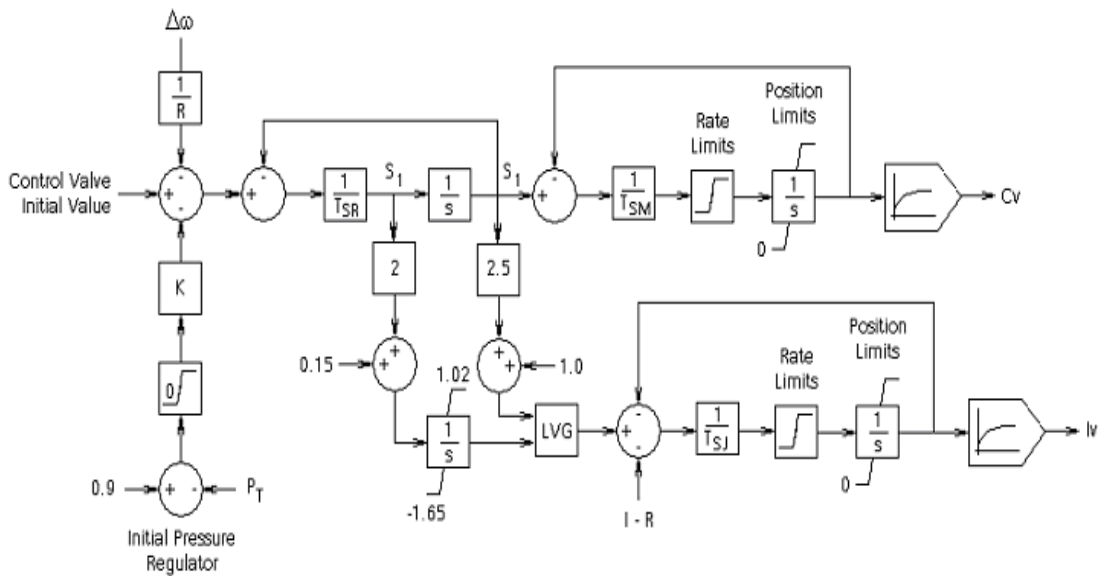 Δω
1
R
Control Valve
Initial Value
+
-
-
K
0
0.9
+
-
P_T
Initial Pressure
Regulator
+
-
1
T_SR
S_1
1
s
S_1
+
-
1
T_SM
Rate
Limits
Position
Limits
1
s
0
Cv
2
2.5
0.15
+
+
+
+
1.0
1.02
1
s
-1.65
LVG
+
-
-
I - R
1
T_SJ
Rate
Limits
Position
Limits
1
s
0
Iv